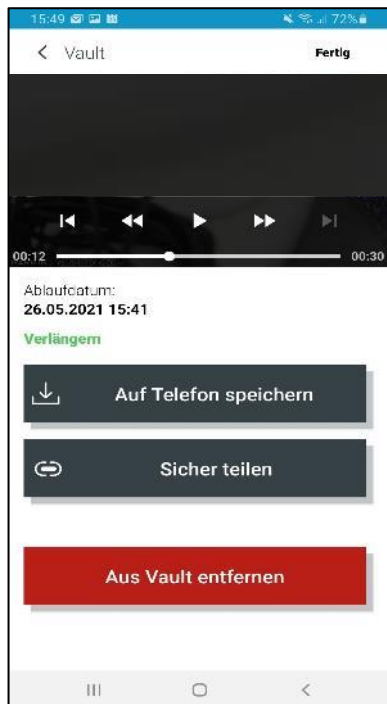 15:49 72%
Vault Fertig
00:12 00:30
Ablaufdatum:
26.05.2021 15:41
Verlängern
Auf Telefon speichern
Sicher teilen
Aus Vault entfernen